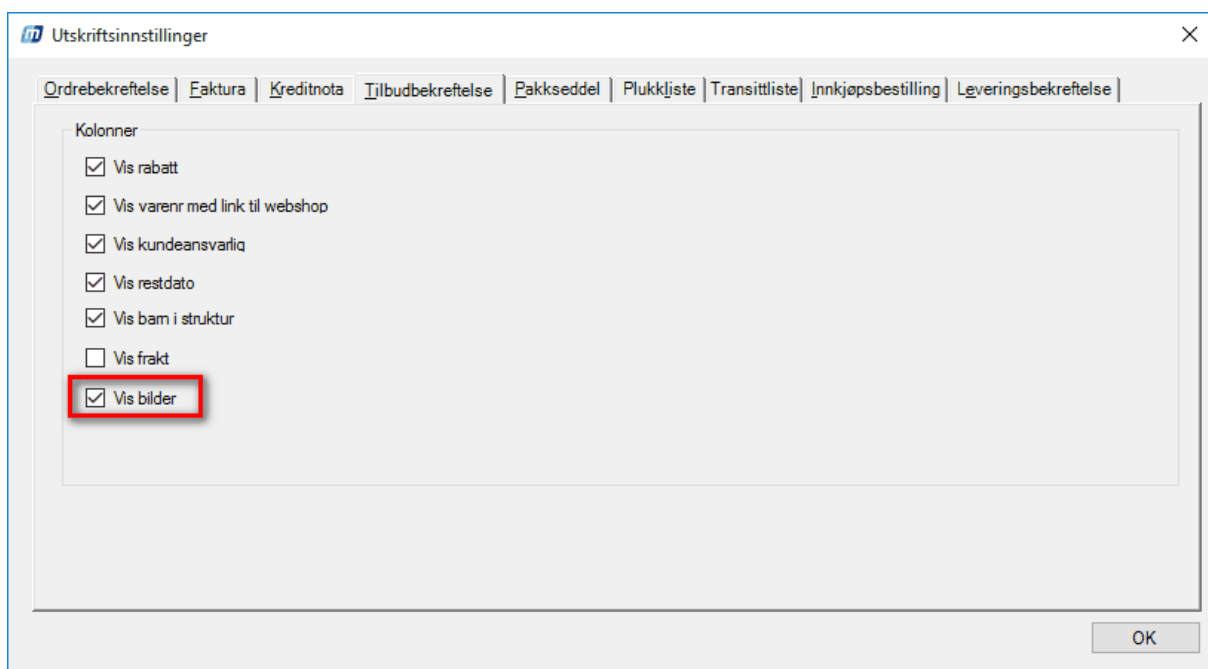 Utskriftsinnstillinger
Ordrebekreftelse Faktura Kreditnota Tilbudbekreftelse Pakkseddel Plukkliste Transittliste Innkjøpsbestilling Leveringsbekreftelse
Kolonner
Vis rabatt
Vis varenr med link til webshop
Vis kundeansvarlig
Vis restdato
Vis barn i struktur
Vis frakt
Vis bilder
OK